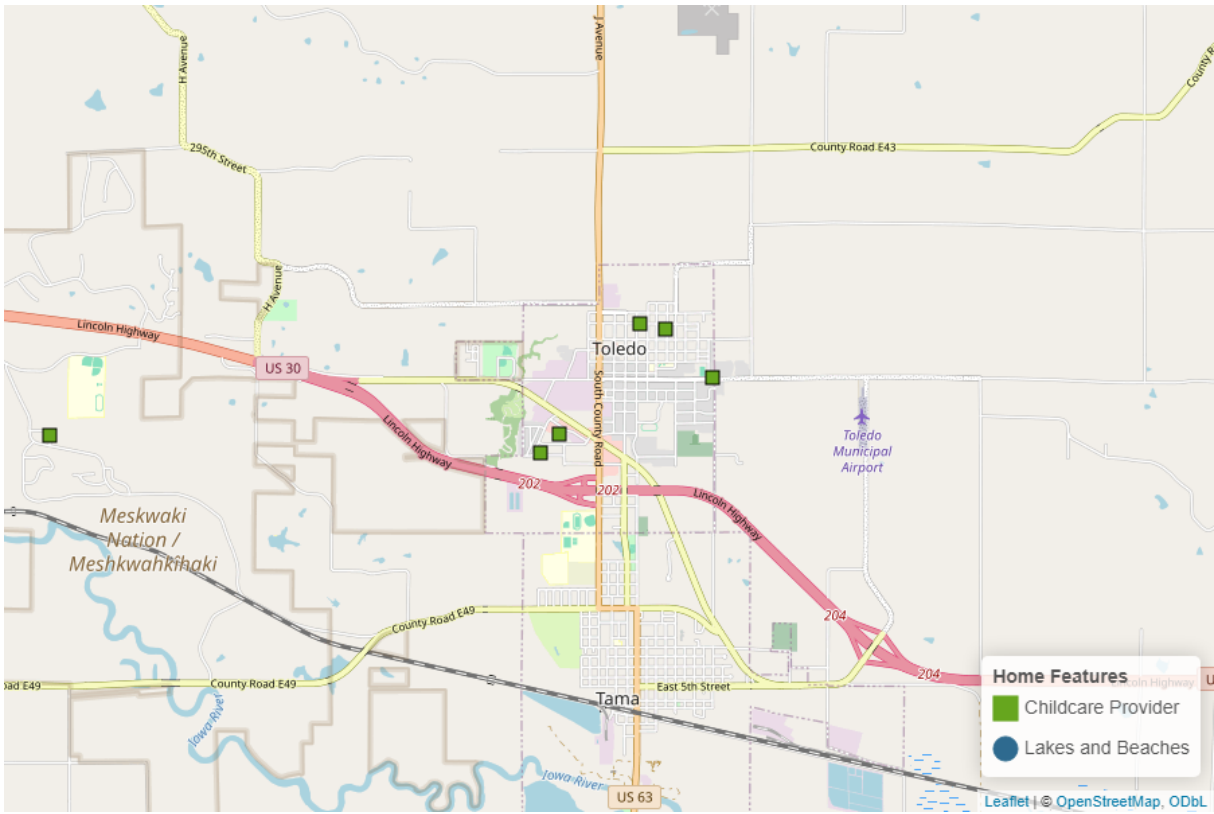 J Avenue
H Avenue
County R
295th Street
County Road E43
H Avenue
Lincoln Highway
US 30
Toledo
South County Road
Lincoln Highway
Toledo
Municipal
Airport
202
202
Lincoln Highway
Meskwaki
Nation /
Meshkwahkîhaki
County Road E49
204
204
oad E49
County Road E49
East 5th Street
Tama
Iowa River
Iowa River
US 63
Home Features
Lincoln Highway
U
Childcare Provider
Lakes and Beaches
Leaflet | © OpenStreetMap, ODbL